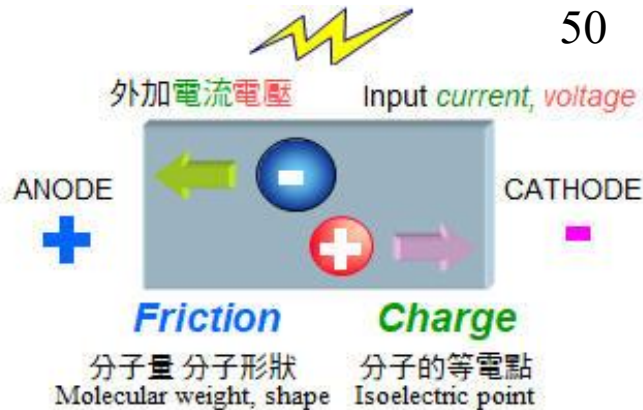 50
外加電流電壓 Input current, voltage
ANODE
+
-
+
CATHODE
-
Friction Charge
分子量 分子形狀 分子的等電點
Molecular weight, shape Isoelectric point